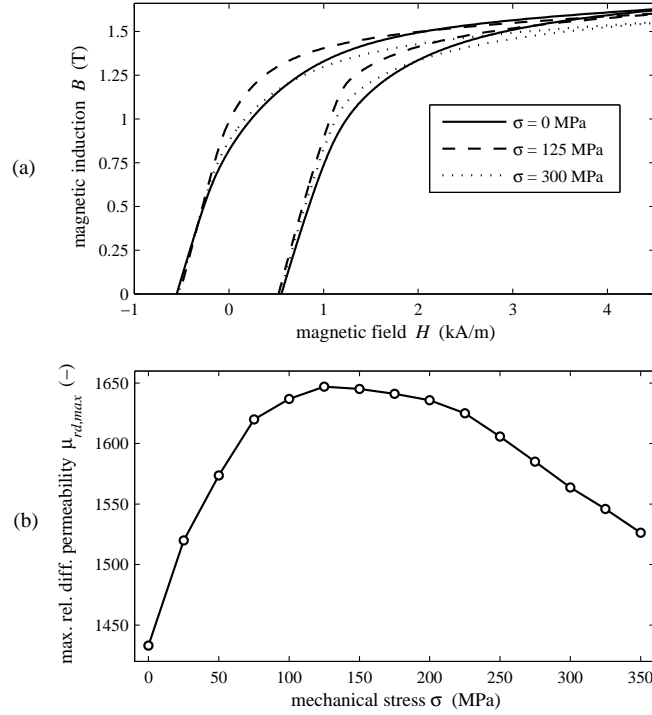 (a)
magnetic induction B (T)
1.5
1.25
1
0.75
0.5
0.25
0
σ = 0 MPa
σ = 125 MPa
σ = 300 MPa
−1 0 1 2 3 4
magnetic field H (kA/m)
(b)
max. rel. diff. permeability μrd,max (−)
1650
1600
1550
1500
1450
0 50 100 150 200 250 300 350
mechanical stress σ (MPa)